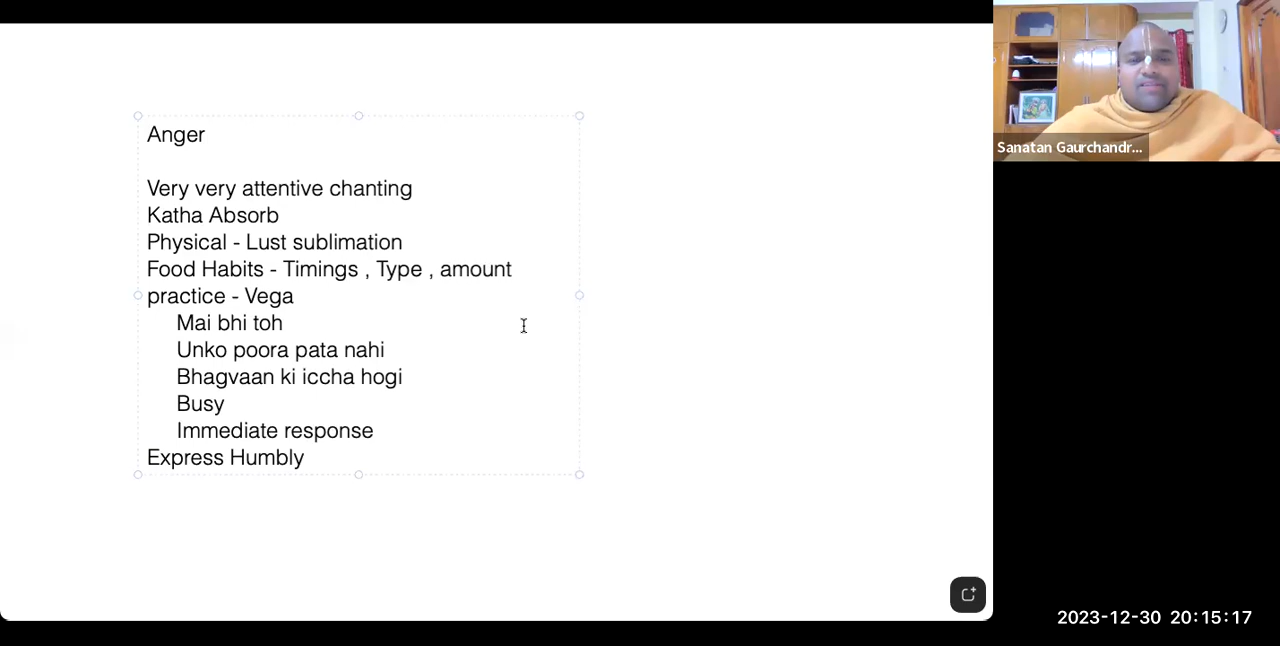 Anger
Very very attentive chanting
Katha Absorb
Physical - Lust sublimation
Food Habits - Timings , Type , amount
practice - Vega
Mai bhi toh
Unko poora pata nahi
Bhagvaan ki iccha hogi
Busy
Immediate response
Express Humbly
Sanatan Gaurchandr...
2023-12-30 20:15:17